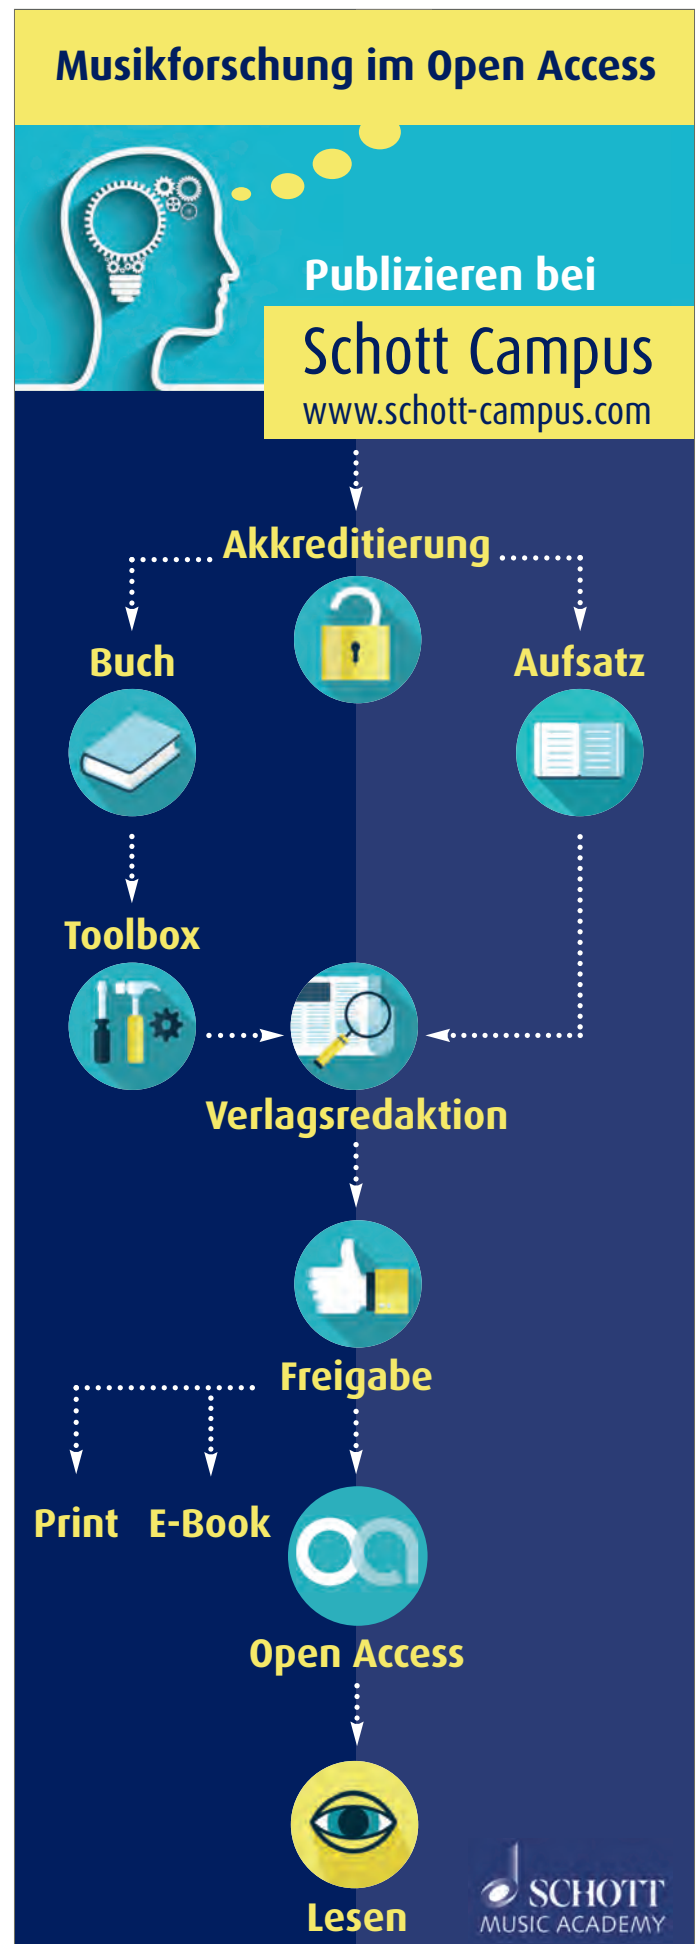 Musikforschung im Open Access
Publizieren bei
Schott Campus
www.schott-campus.com
Akkreditierung
Buch
Aufsatz
Toolbox
Verlagsredaktion
Freigabe
Print
E-Book
Open Access
Lesen
SCHOTT
MUSIC ACADEMY